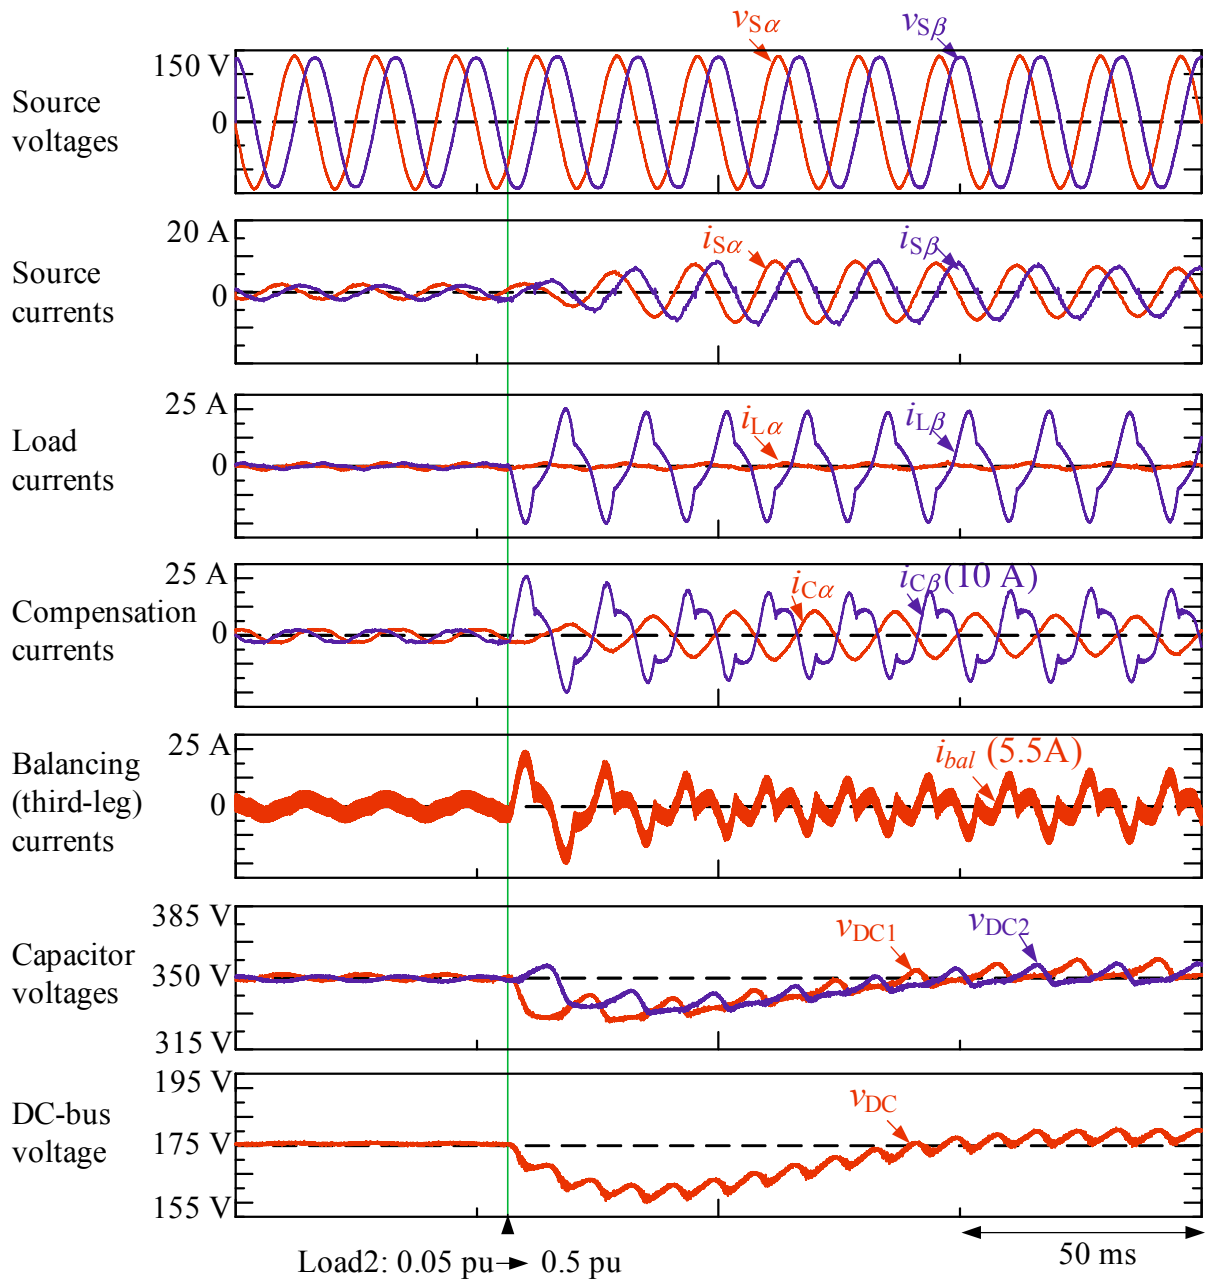 vSα
vSβ
150 V
Source
voltages
0
20 A
iSα
iSβ
Source
currents
0
25 A
iLα
iLβ
Load
currents
0
25 A
iCα
iCβ(10 A)
Compensation
currents
0
25 A
ibal (5.5A)
Balancing
(third-leg)
currents
0
385 V
vDC1
vDC2
Capacitor
voltages
350 V
315 V
195 V
vDC
DC-bus
voltage
175 V
155 V
50 ms
Load2: 0.05 pu→ 0.5 pu